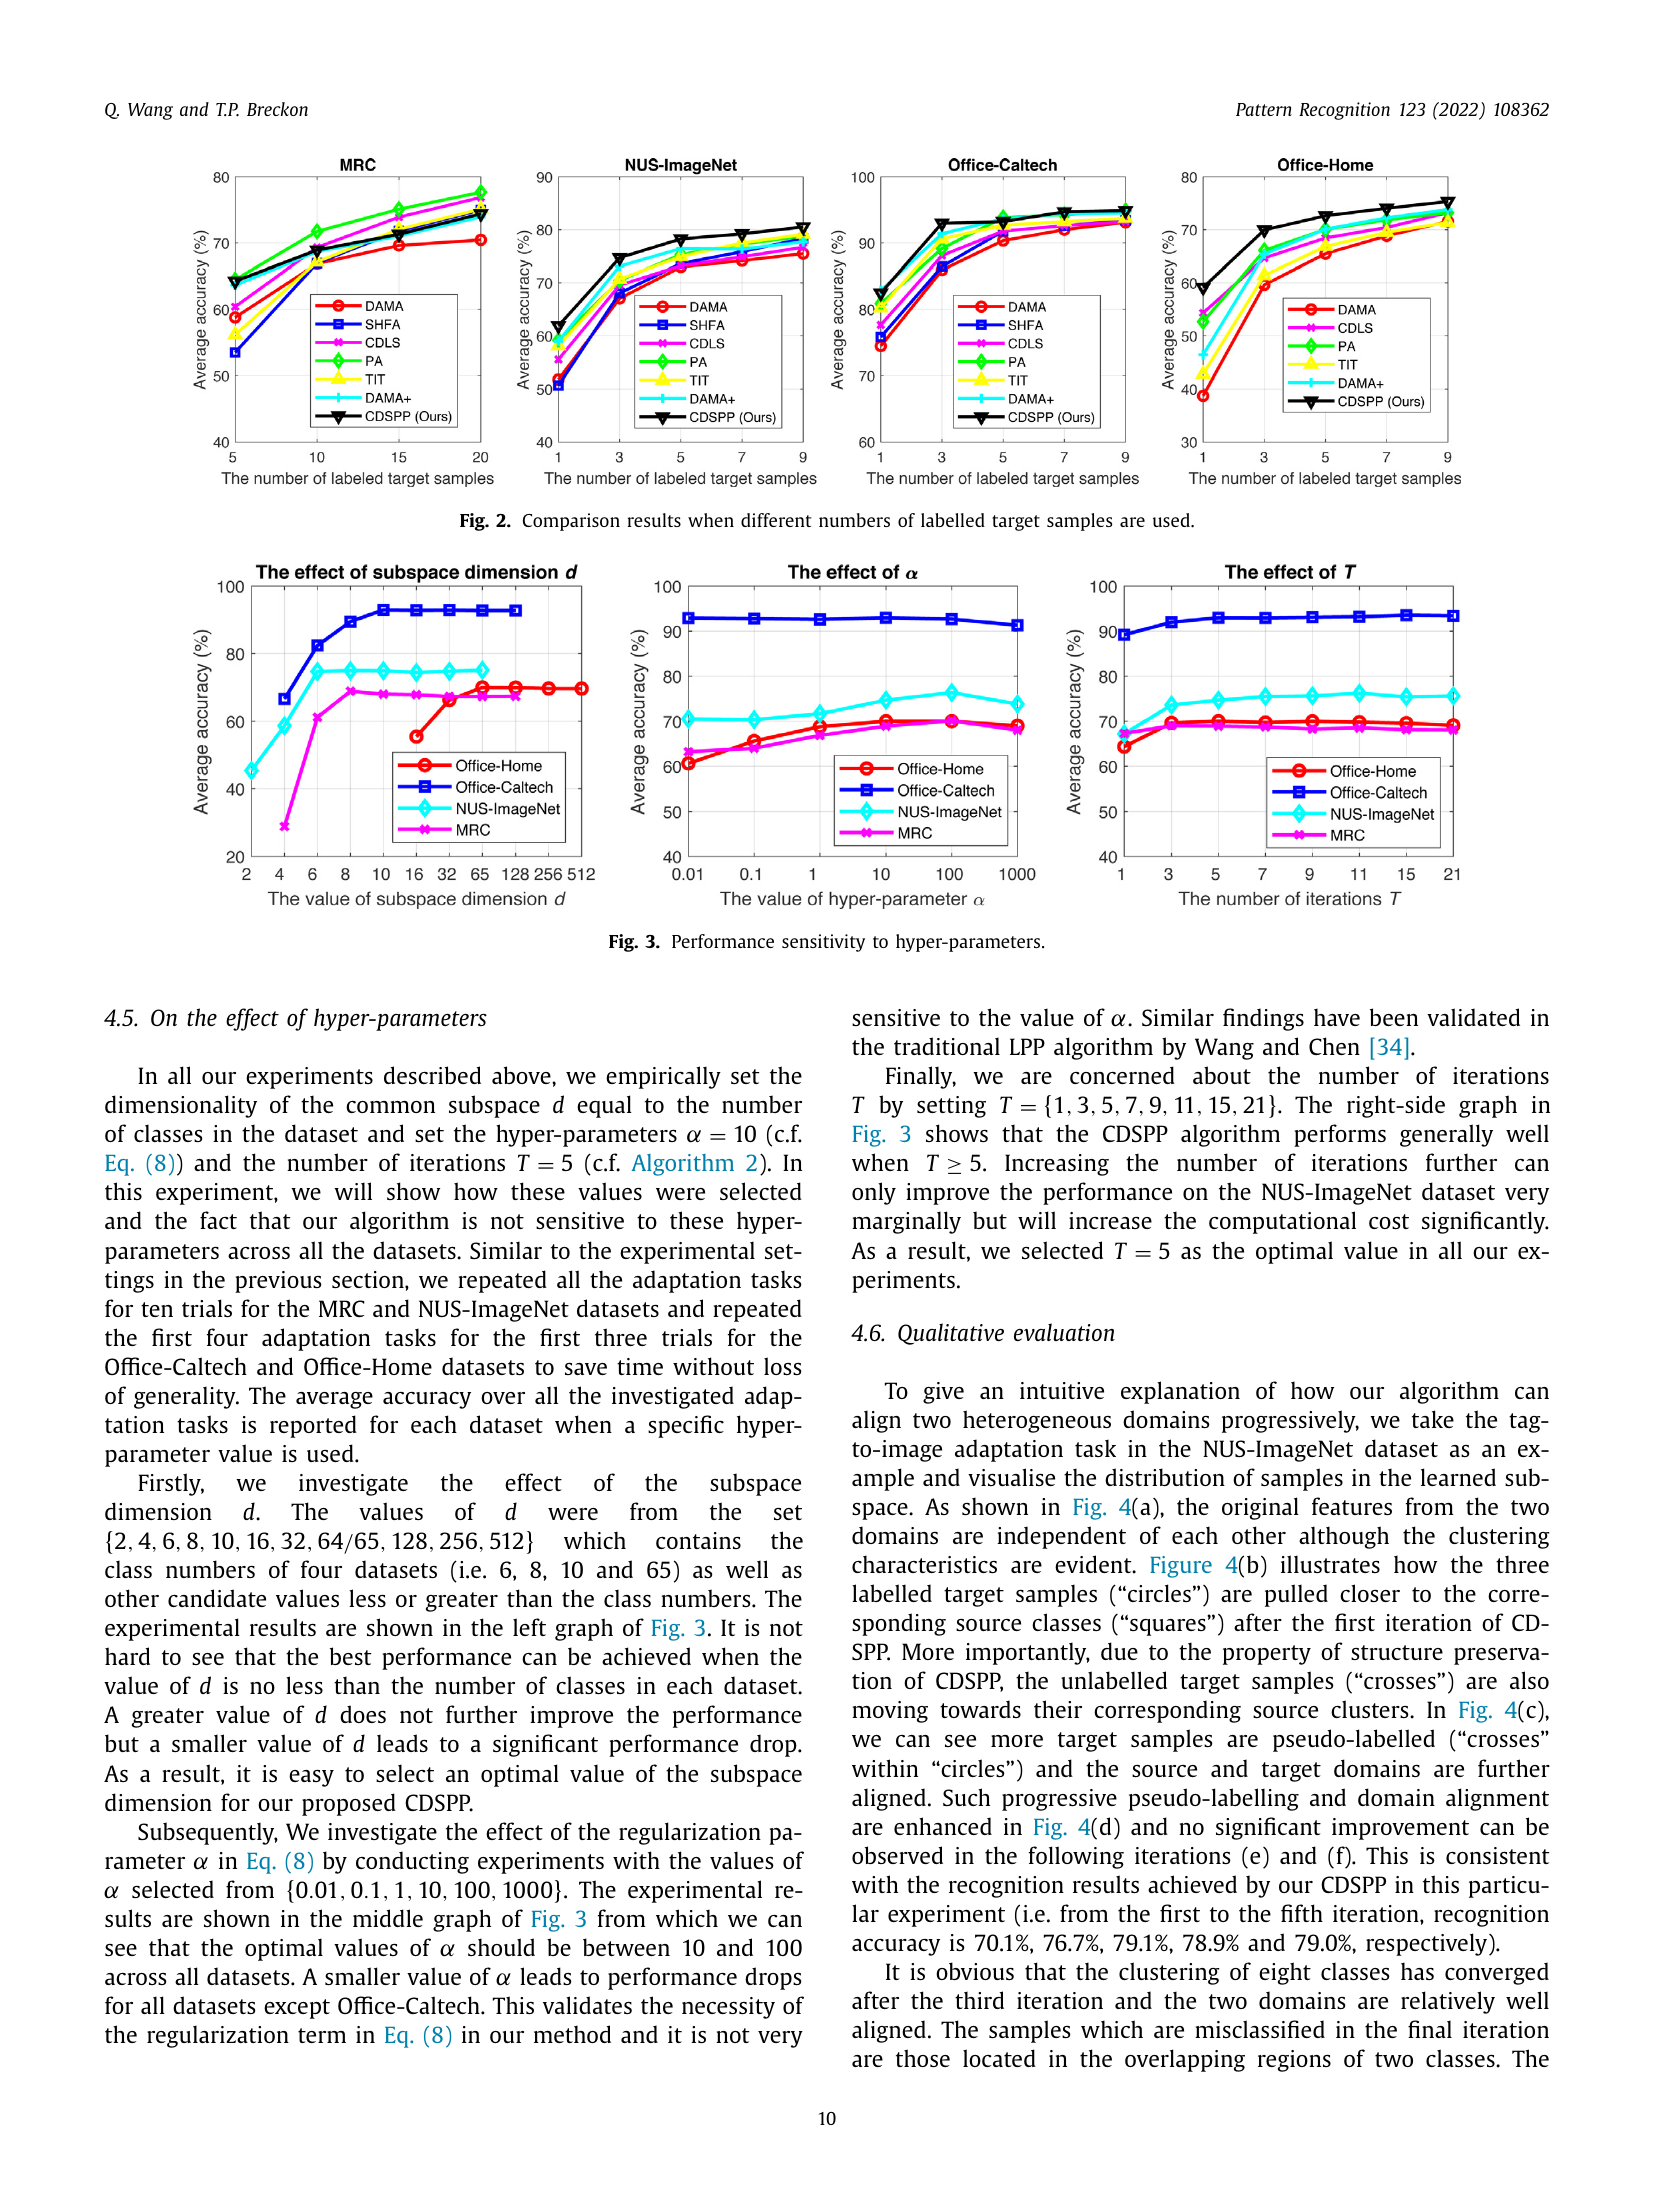 Q. Wang and T.P. Breckon
Pattern Recognition 123 (2022) 108362
MRC
80
70
60
50
40
5
10
15
20
Average accuracy (%)
The number of labeled target samples
DAMA
SHFA
CDLS
PA
TIT
DAMA+
CDSPP (Ours)
NUS-ImageNet
90
80
70
60
50
40
1
3
5
7
9
Average accuracy (%)
The number of labeled target samples
DAMA
SHFA
CDLS
PA
TIT
DAMA+
CDSPP (Ours)
Office-Caltech
100
90
80
70
60
1
3
5
7
9
Average accuracy (%)
The number of labeled target samples
DAMA
SHFA
CDLS
PA
TIT
DAMA+
CDSPP (Ours)
Office-Home
80
70
60
50
40
30
1
3
5
7
9
Average accuracy (%)
The number of labeled target samples
DAMA
CDLS
PA
TIT
DAMA+
CDSPP (Ours)
Fig. 2. Comparison results when different numbers of labelled target samples are used.
The effect of subspace dimension d
100
80
60
40
20
2 4 6 8 10 16 32 65 128 256 512
Average accuracy (%)
The value of subspace dimension d
Office-Home
Office-Caltech
NUS-ImageNet
MRC
The effect of α
100
90
80
70
60
50
40
0.01 0.1 1 10 100 1000
Average accuracy (%)
The value of hyper-parameter α
Office-Home
Office-Caltech
NUS-ImageNet
MRC
The effect of T
100
90
80
70
60
50
40
1 3 5 7 9 11 15 21
Average accuracy (%)
The number of iterations T
Office-Home
Office-Caltech
NUS-ImageNet
MRC
Fig. 3. Performance sensitivity to hyper-parameters.
4.5. On the effect of hyper-parameters
In all our experiments described above, we empirically set the
dimensionality of the common subspace d equal to the number
of classes in the dataset and set the hyper-parameters α = 10 (c.f.
Eq. (8)) and the number of iterations T = 5 (c.f. Algorithm 2). In
this experiment, we will show how these values were selected
and the fact that our algorithm is not sensitive to these hyper-
parameters across all the datasets. Similar to the experimental set-
tings in the previous section, we repeated all the adaptation tasks
for ten trials for the MRC and NUS-ImageNet datasets and repeated
the first four adaptation tasks for the first three trials for the
Office-Caltech and Office-Home datasets to save time without loss
of generality. The average accuracy over all the investigated adap-
tation tasks is reported for each dataset when a specific hyper-
parameter value is used.
Firstly, we investigate the effect of the subspace
dimension d. The values of d were from the set
{2, 4, 6, 8, 10, 16, 32, 64/65, 128, 256, 512} which contains the
class numbers of four datasets (i.e. 6, 8, 10 and 65) as well as
other candidate values less or greater than the class numbers. The
experimental results are shown in the left graph of Fig. 3. It is not
hard to see that the best performance can be achieved when the
value of d is no less than the number of classes in each dataset.
A greater value of d does not further improve the performance
but a smaller value of d leads to a significant performance drop.
As a result, it is easy to select an optimal value of the subspace
dimension for our proposed CDSPP.
Subsequently, We investigate the effect of the regularization pa-
rameter α in Eq. (8) by conducting experiments with the values of
α selected from {0.01, 0.1, 1, 10, 100, 1000}. The experimental re-
sults are shown in the middle graph of Fig. 3 from which we can
see that the optimal values of α should be between 10 and 100
across all datasets. A smaller value of α leads to performance drops
for all datasets except Office-Caltech. This validates the necessity of
the regularization term in Eq. (8) in our method and it is not very
sensitive to the value of α. Similar findings have been validated in
the traditional LPP algorithm by Wang and Chen [34].
Finally, we are concerned about the number of iterations
T by setting T = {1, 3, 5, 7, 9, 11, 15, 21}. The right-side graph in
Fig. 3 shows that the CDSPP algorithm performs generally well
when T ≥ 5. Increasing the number of iterations further can
only improve the performance on the NUS-ImageNet dataset very
marginally but will increase the computational cost significantly.
As a result, we selected T = 5 as the optimal value in all our ex-
periments.
4.6. Qualitative evaluation
To give an intuitive explanation of how our algorithm can
align two heterogeneous domains progressively, we take the tag-
to-image adaptation task in the NUS-ImageNet dataset as an ex-
ample and visualise the distribution of samples in the learned sub-
space. As shown in Fig. 4(a), the original features from the two
domains are independent of each other although the clustering
characteristics are evident. Figure 4(b) illustrates how the three
labelled target samples (“circles”) are pulled closer to the corre-
sponding source classes (“squares”) after the first iteration of CD-
SPP. More importantly, due to the property of structure preserva-
tion of CDSPP, the unlabelled target samples (“crosses”) are also
moving towards their corresponding source clusters. In Fig. 4(c),
we can see more target samples are pseudo-labelled (“crosses”
within “circles”) and the source and target domains are further
aligned. Such progressive pseudo-labelling and domain alignment
are enhanced in Fig. 4(d) and no significant improvement can be
observed in the following iterations (e) and (f). This is consistent
with the recognition results achieved by our CDSPP in this particu-
lar experiment (i.e. from the first to the fifth iteration, recognition
accuracy is 70.1%, 76.7%, 79.1%, 78.9% and 79.0%, respectively).
It is obvious that the clustering of eight classes has converged
after the third iteration and the two domains are relatively well
aligned. The samples which are misclassified in the final iteration
are those located in the overlapping regions of two classes. The
10